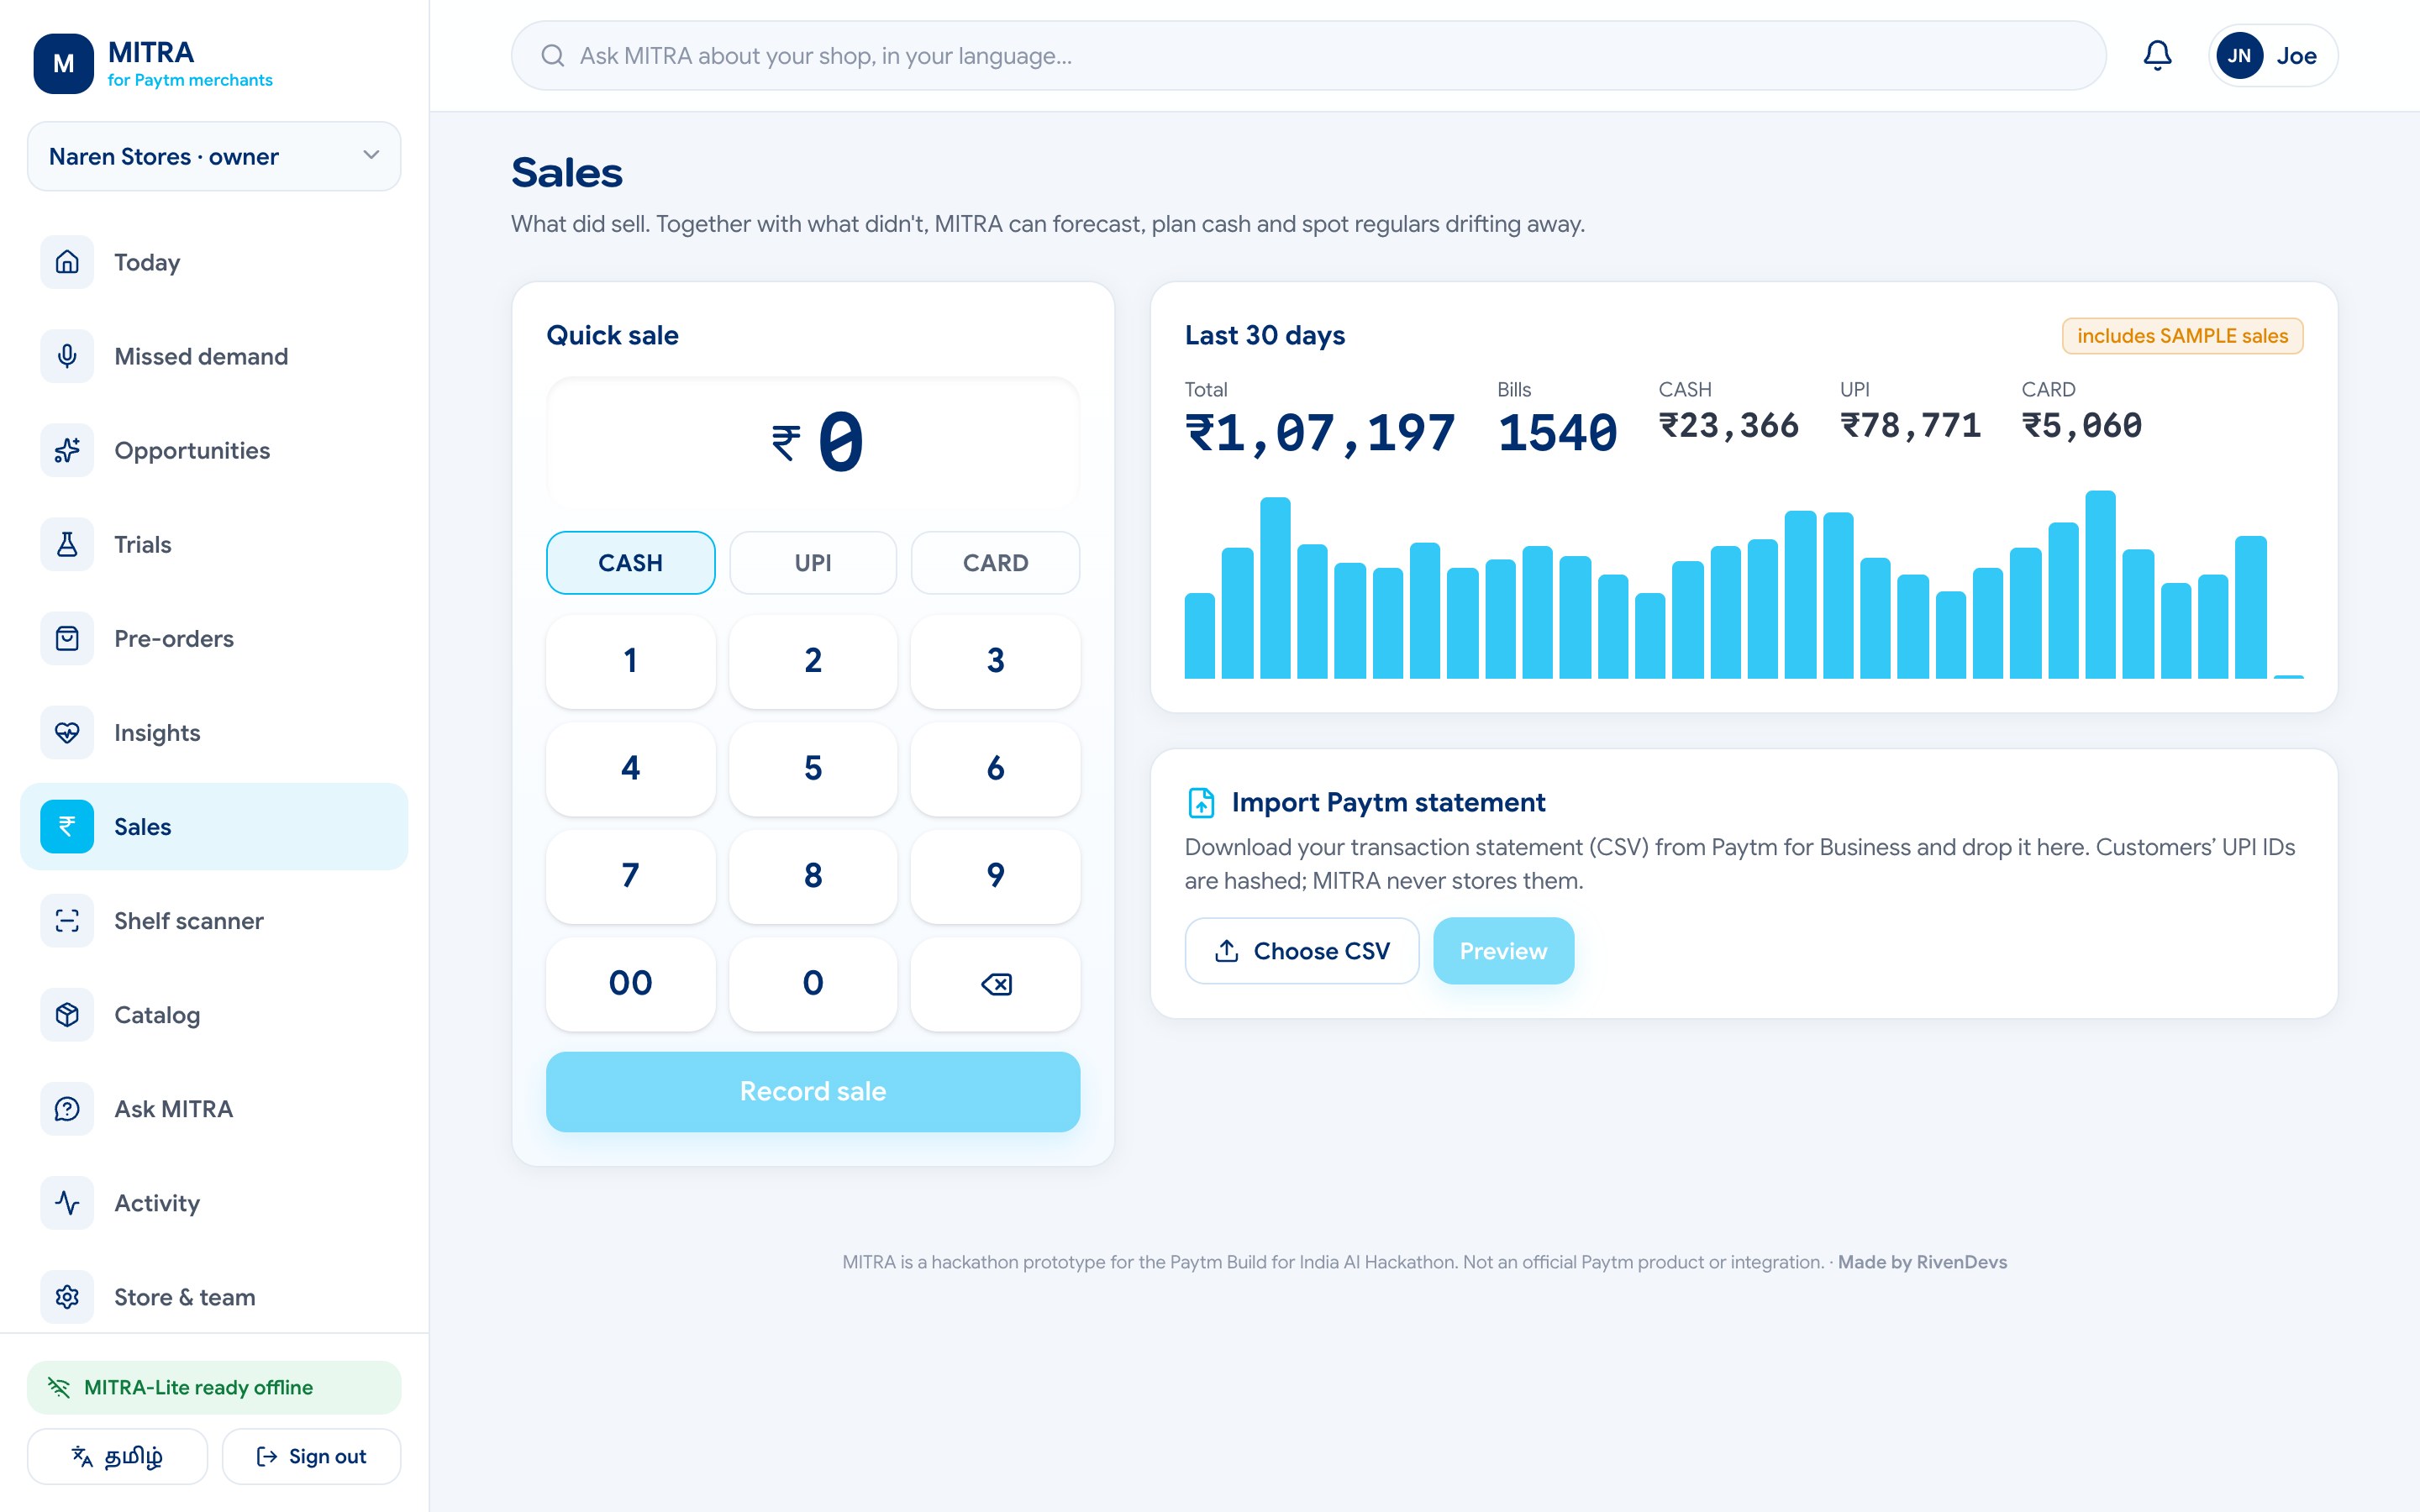 M
MITRA
for Paytm merchants
Naren Stores · owner
Today
Missed demand
Opportunities
Trials
Pre-orders
Insights
₹
Sales
Shelf scanner
Catalog
Ask MITRA
Activity
Store & team
MITRA-Lite ready offline
தமிழ்
Sign out
Ask MITRA about your shop, in your language...
JN
Joe
Sales
What did sell. Together with what didn't, MITRA can forecast, plan cash and spot regulars drifting away.
Quick sale
₹ 0
CASH
UPI
CARD
1
2
3
4
5
6
7
8
9
00
0
Record sale
Last 30 days
includes SAMPLE sales
Total
Bills
CASH
UPI
CARD
₹1,07,197
1540
₹23,366
₹78,771
₹5,060
Import Paytm statement
Download your transaction statement (CSV) from Paytm for Business and drop it here. Customers’ UPI IDs
are hashed; MITRA never stores them.
Choose CSV
Preview
MITRA is a hackathon prototype for the Paytm Build for India AI Hackathon. Not an official Paytm product or integration. · Made by RivenDevs